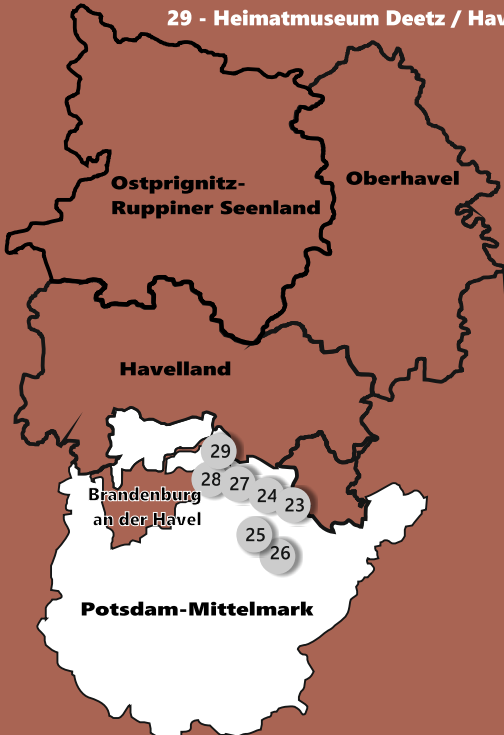 29 - Heimatmuseum Deetz / Hav
Ostprignitz-
Ruppiner Seenland
Oberhavel
Havelland
29
28
27
24
23
Brandenburg
an der Havel
25
26
Potsdam-Mittelmark